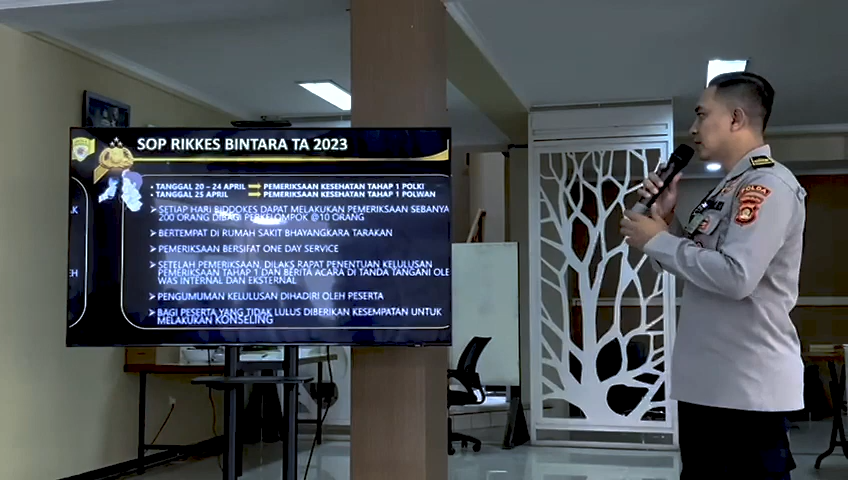 SOP RIKKES BINTARA TA 2023
• TANGGAL 20 – 24 APRIL ⇒ PEMERIKSAAN KESEHATAN TAHAP 1 POLKI
• TANGGAL 25 APRIL ⇒ PEMERIKSAAN KESEHATAN TAHAP 1 POLWAN
➤ SETIAP HARI BIDDOKES DAPAT MELAKUKAN PEMERIKSAAN SEBANYA
200 ORANG DIBAGI PERKELOMPOK @10 ORANG
➤ BERTEMPAT DI RUMAH SAKIT BHAYANGKARA TARAKAN
➤ PEMERIKSAAN BERSIFAT ONE DAY SERVICE
➤ SETELAH PEMERIKSAAN, DILAKS RAPAT PENENTUAN KELULUSAN
PEMERIKSAAN TAHAP 1 DAN BERITA ACARA DI TANDA TANGANI OLE
WAS INTERNAL DAN EKSTERNAL
➤ PENGUMUMAN KELULUSAN DIHADIRI OLEH PESERTA
➤ BAGI PESERTA YANG TIDAK LULUS DIBERIKAN KESEMPATAN UNTUK
MELAKUKAN KONSELING
POLDA